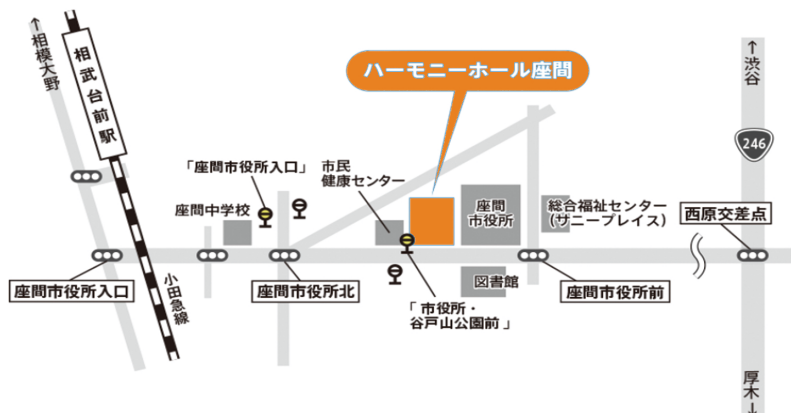 ↑相模大野
相武台前駅
ハーモニーホール座間
↑渋谷
246
「座間市役所入口」
市民
健康センター
座間中学校
座間
市役所
総合福祉センター
(サニープレイス)
西原交差点
座間市役所入口
小田急線
座間市役所北
図書館
座間市役所前
「 市役所・
谷戸山公園前 」
厚木↓